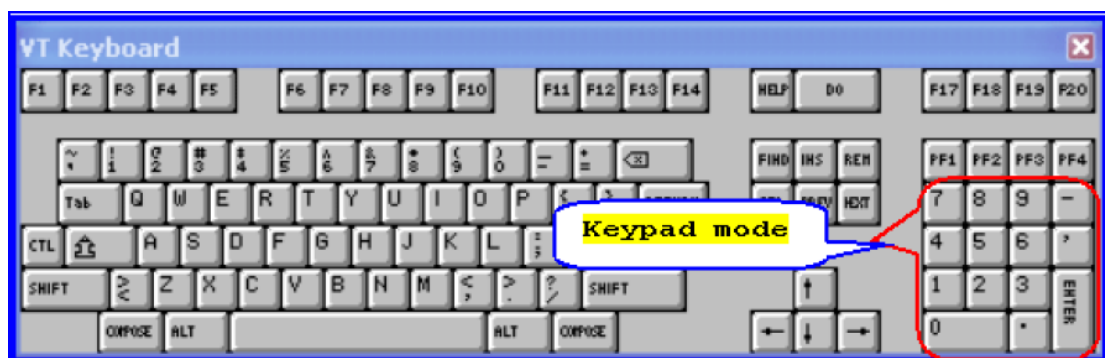 VT Keyboard
F1 F2 F3 F4 F5 F6 F7 F8 F9 F10 F11 F12 F13 F14 HELP DO F17 F18 F19 F20
~ ! @ # $ % ^ & * ( ) _ + FIND INS REM PF1 PF2 PF3 PF4
` 1 2 3 4 5 6 7 8 9 0 - =
Tab Q W E R T Y U I O P { } NEXT 7 8 9 -
Keypad mode
CTL A S D F G H J K L : ; 4 5 6 ,
SHIFT > < Z X C V B N M < , > . ? / SHIFT ↑ 1 2 3 ENTER
COMPOSE ALT ALT COMPOSE ← ↓ → 0 .